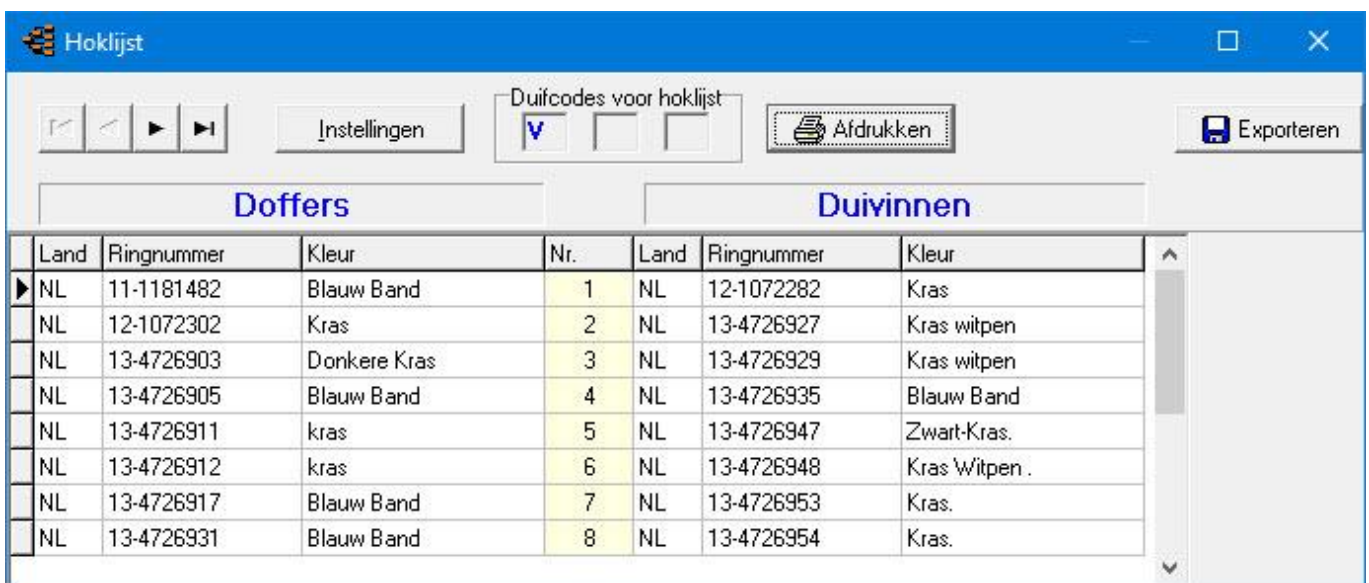 Hoklijst
Duifcodes voor hoklijst
Instellingen V Afdrukken Exporteren
Doffers Duivinnen
Land Ringnummer Kleur Nr. Land Ringnummer Kleur
NL 11-1181482 Blauw Band 1 NL 12-1072282 Kras
NL 12-1072302 Kras 2 NL 13-4726927 Kras witpen
NL 13-4726903 Donkere Kras 3 NL 13-4726929 Kras witpen
NL 13-4726905 Blauw Band 4 NL 13-4726935 Blauw Band
NL 13-4726911 kras 5 NL 13-4726947 Zwart-Kras.
NL 13-4726912 kras 6 NL 13-4726948 Kras Witpen .
NL 13-4726917 Blauw Band 7 NL 13-4726953 Kras.
NL 13-4726931 Blauw Band 8 NL 13-4726954 Kras.